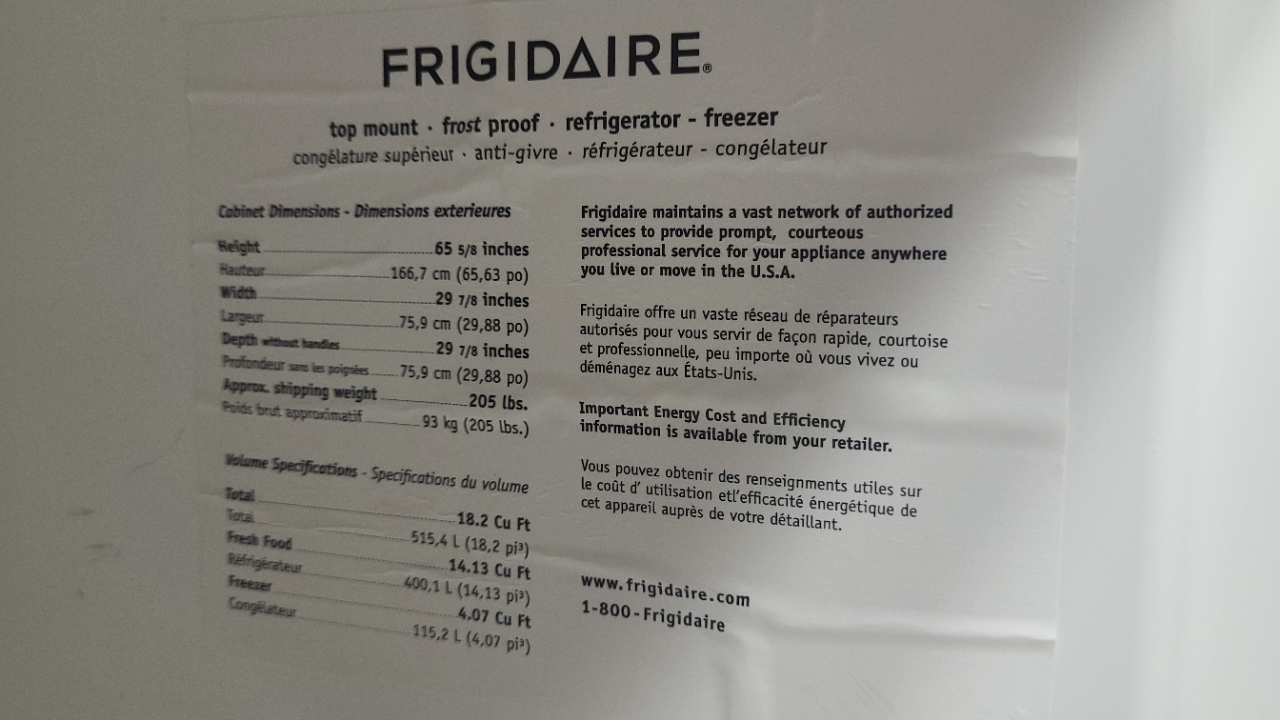 FRIGIDAIRE®
top mount · frost proof · refrigerator - freezer
congélature supérieur · anti-givre · réfrigérateur - congélateur
Cabinet Dimensions - Dimensions exterieures
Height 65 5/8 inches
Hauteur 166,7 cm (65,63 po)
Width 29 7/8 inches
Largeur 75,9 cm (29,88 po)
Depth without handles 29 7/8 inches
Profondeur sans les poignées 75,9 cm (29,88 po)
Approx. shipping weight 205 lbs.
Poids brut approximatif 93 kg (205 lbs.)
Volume Specifications - Specifications du volume
Total 18.2 Cu Ft
Total 515,4 L (18,2 pi³)
Fresh Food 14.13 Cu Ft
Réfrigérateur 400,1 L (14,13 pi³)
Freezer 4.07 Cu Ft
Congélateur 115,2 L (4,07 pi³)
Frigidaire maintains a vast network of authorized
services to provide prompt, courteous
professional service for your appliance anywhere
you live or move in the U.S.A.
Frigidaire offre un vaste réseau de réparateurs
autorisés pour vous servir de façon rapide, courtoise
et professionnelle, peu importe où vous vivez ou
déménagez aux États-Unis.
Important Energy Cost and Efficiency
information is available from your retailer.
Vous pouvez obtenir des renseignments utiles sur
le coût d' utilisation etl'efficacité énergétique de
cet appareil auprès de votre détaillant.
www.frigidaire.com
1-800-Frigidaire